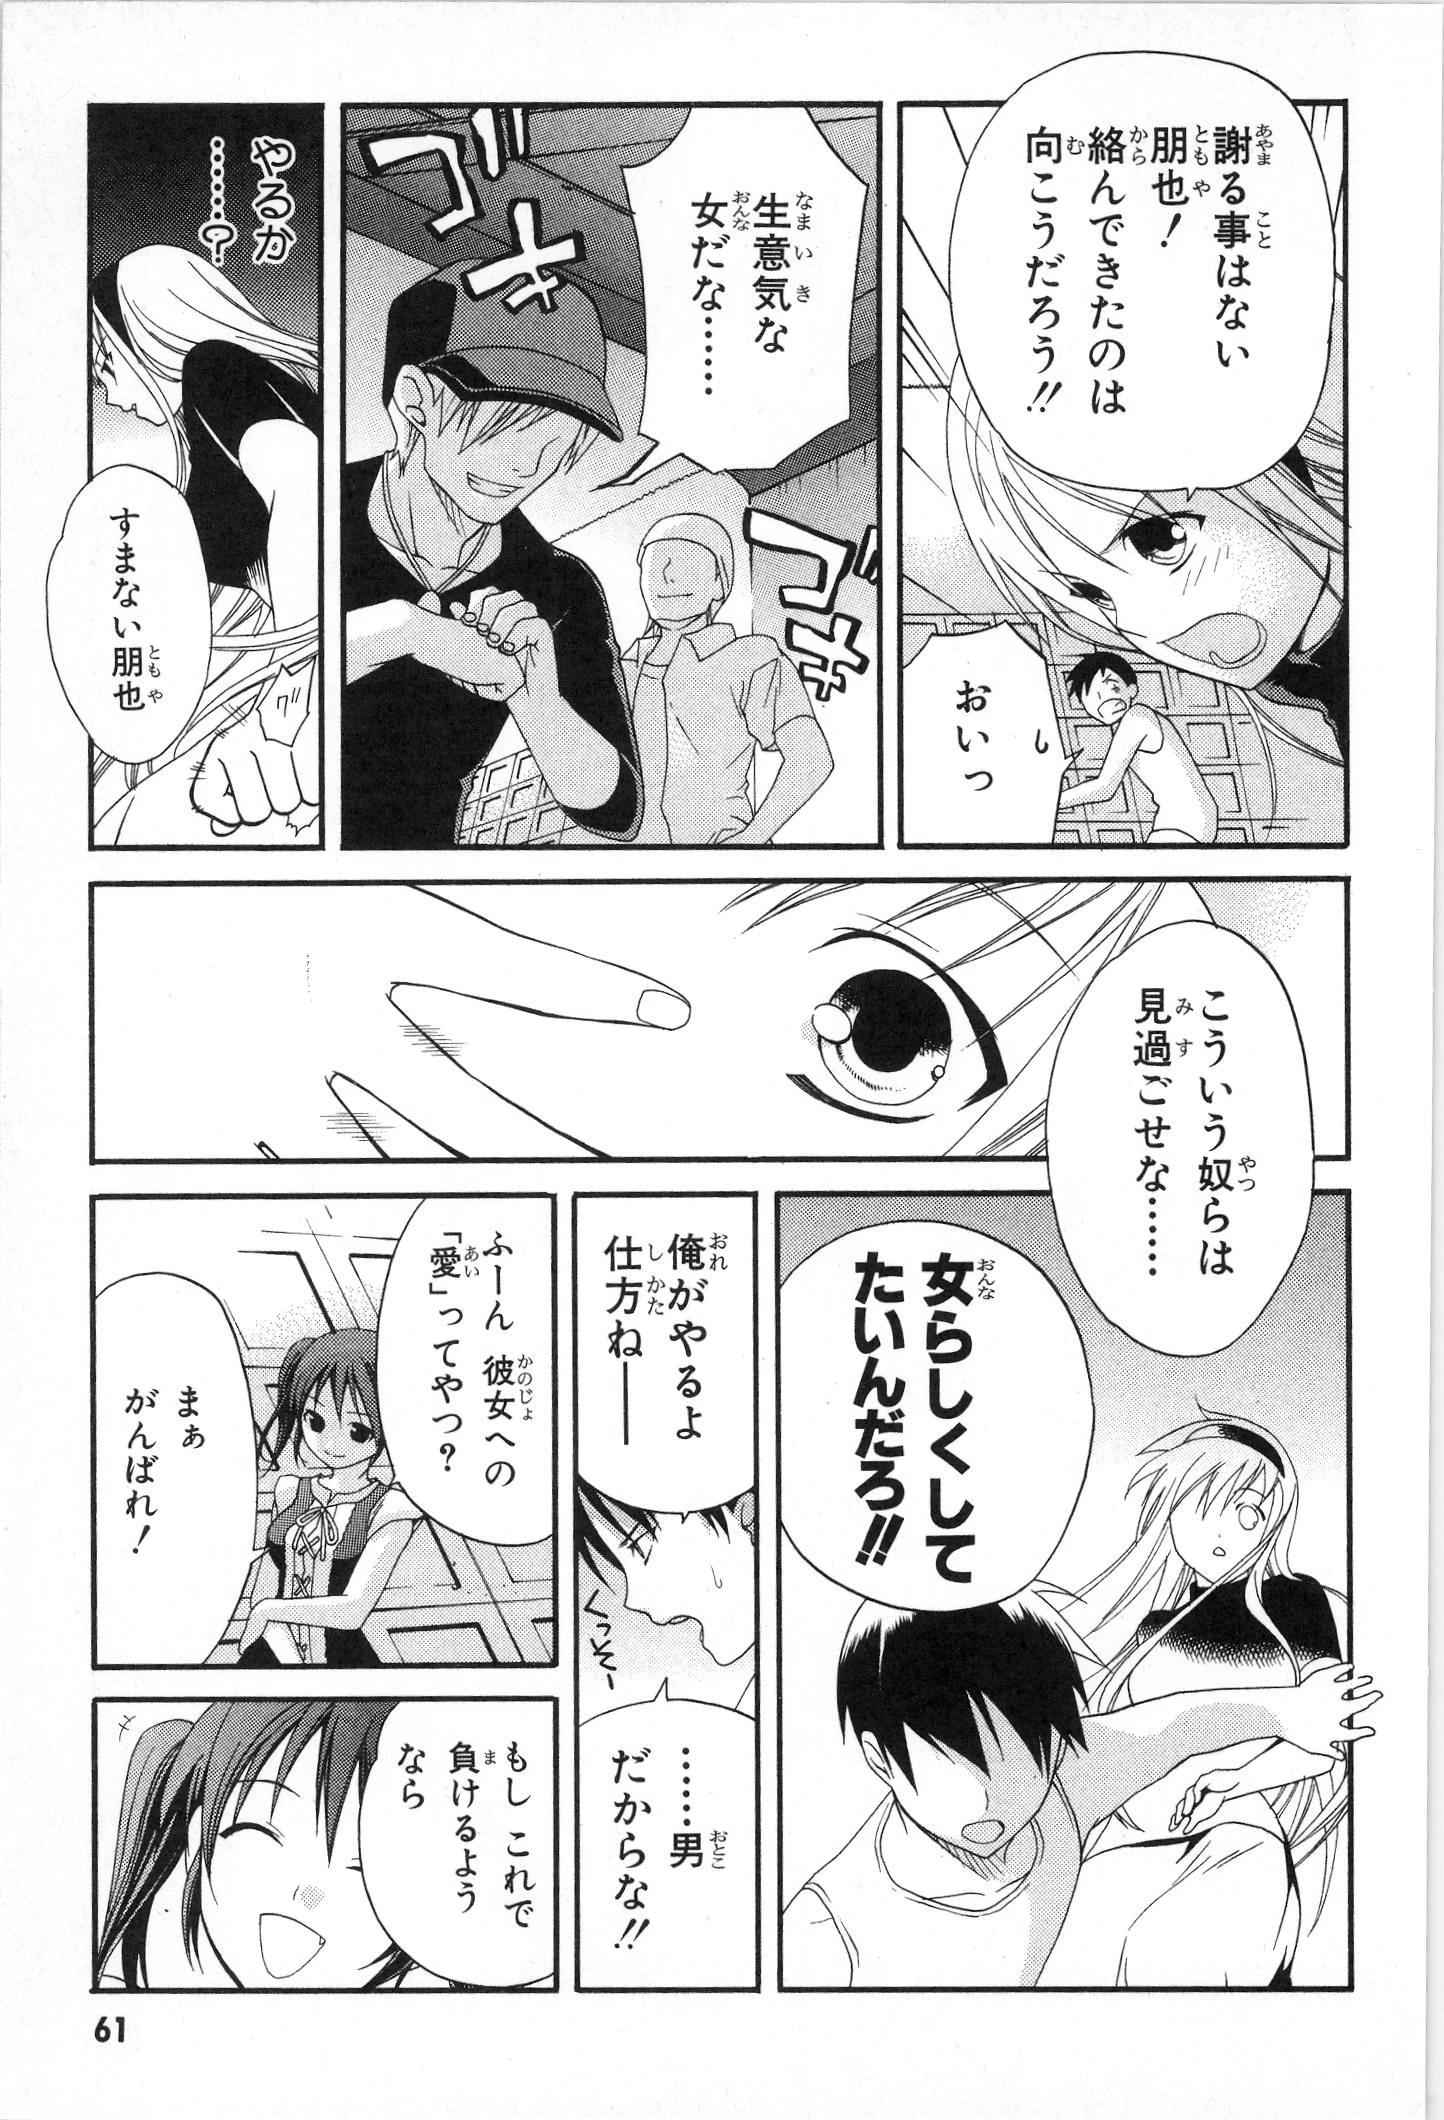 謝る事はない
朋也！
絡んできたのは
向こうだろう!!
おいっ
生意気な
女だな……
ゴキ
ゴキ
やるか
……？
すまない朋也
グッ
こういう奴らは
見過ごせな……
女らしくして
たいんだろ!!
俺がやるよ
仕方ねーー
くっそー
……男
だからな!!
ふーん 彼女への
「愛」ってやつ？
まぁ
がんばれ！
もし これで
負けるよう
なら
61